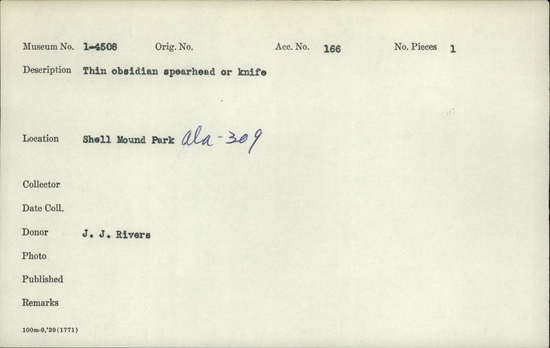 Museum No. 1-4508 Orig. No. Acc. No. 166 No. Pieces 1
Description Thin obsidian spearhead or knife
Location Shell Mound Park ala-309
Collector
Date Coll.
Donor J. J. Rivers
Photo
Published
Remarks
100m-9,'29(1771)